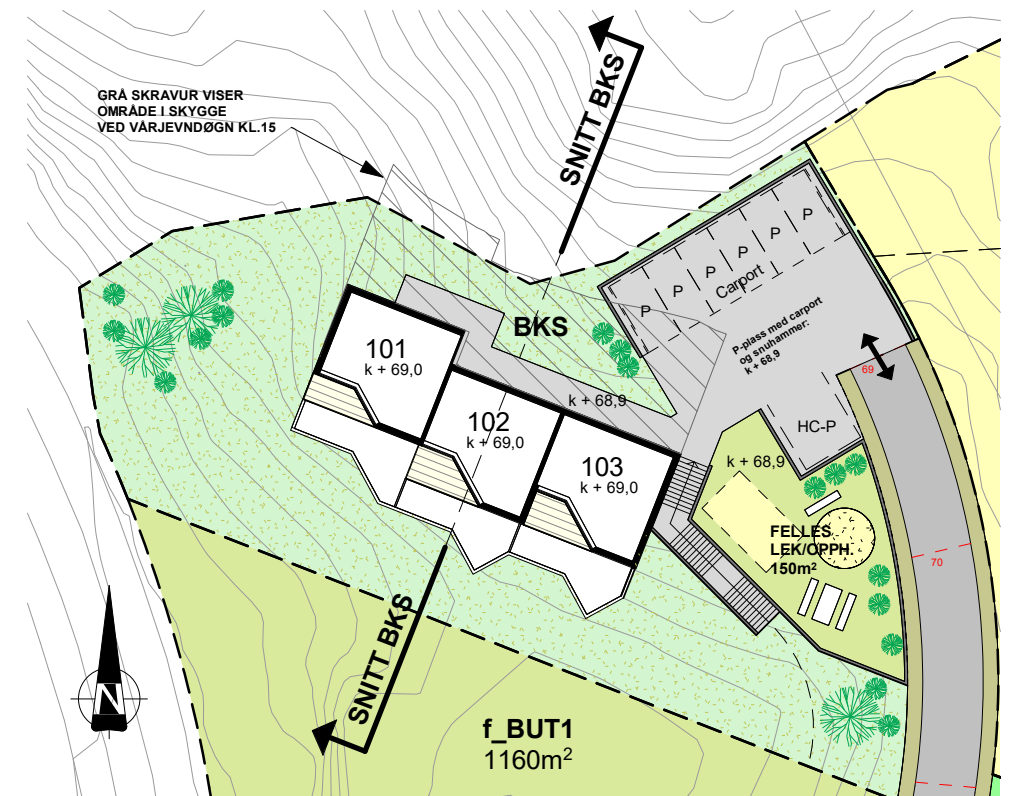 GRÅ SKRAVUR VISER
OMRÅDE I SKYGGE
VED VÅRJEVNDØGN KL.15
SNITT BKS
P
P
P
P
P
P
Carport
P-plass med carport
og snuhammer:
k + 68,9
BKS
69
101
k + 69,0
k + 68,9
102
k + 69,0
HC-P
103
k + 69,0
k + 68,9
FELLES
LEK/OPPH.
150m²
70
SNITT BKS
N
f_BUT1
1160m²